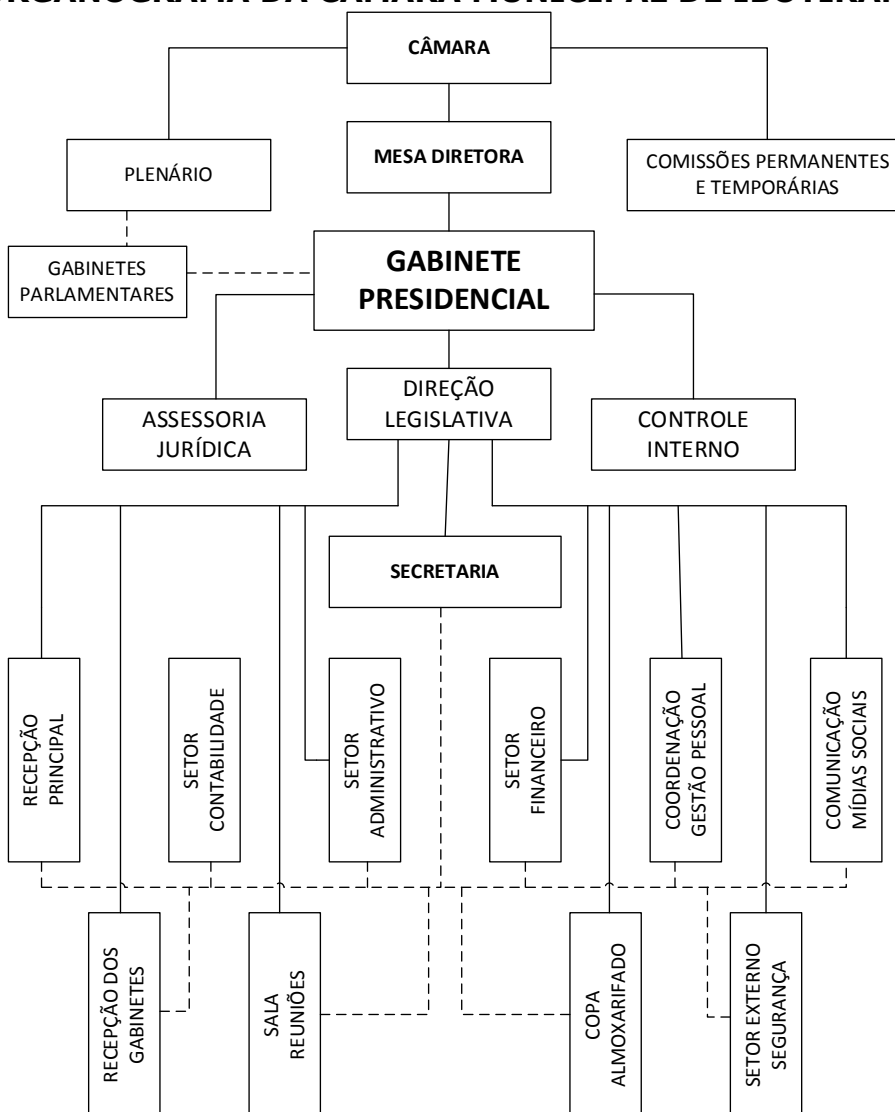 CÂMARA
PLENÁRIO
MESA DIRETORA
COMISSÕES PERMANENTES
E TEMPORÁRIAS
GABINETES
PARLAMENTARES
GABINETE
PRESIDENCIAL
ASSESSORIA
JURÍDICA
DIREÇÃO
LEGISLATIVA
CONTROLE
INTERNO
SECRETARIA
RECEPÇÃO
PRINCIPAL
SETOR
CONTABILIDADE
SETOR
ADMINISTRATIVO
SETOR
FINANCEIRO
COORDENAÇÃO
GESTÃO PESSOAL
COMUNICAÇÃO
MÍDIAS SOCIAIS
RECEPÇÃO DOS
GABINETES
SALA
REUNIÕES
COPA
ALMOXARIFADO
SETOR EXTERNO
SEGURANÇA